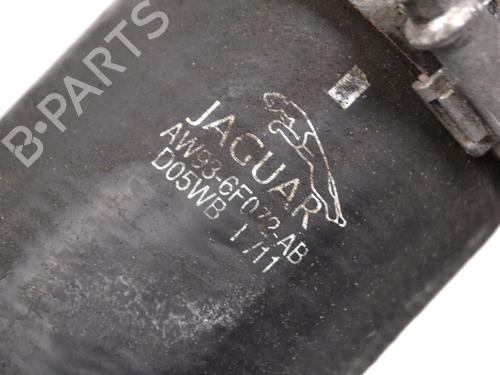 JAGUAR
AW93-6F072-AB
D05WB 1 /11
B-PARTS